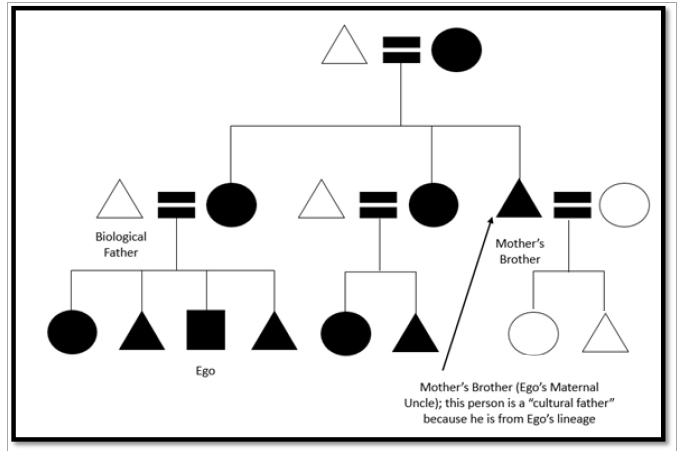 Biological
Father
Mother's
Brother
Ego
Mother's Brother (Ego's Maternal
Uncle); this person is a “cultural father”
because he is from Ego's lineage